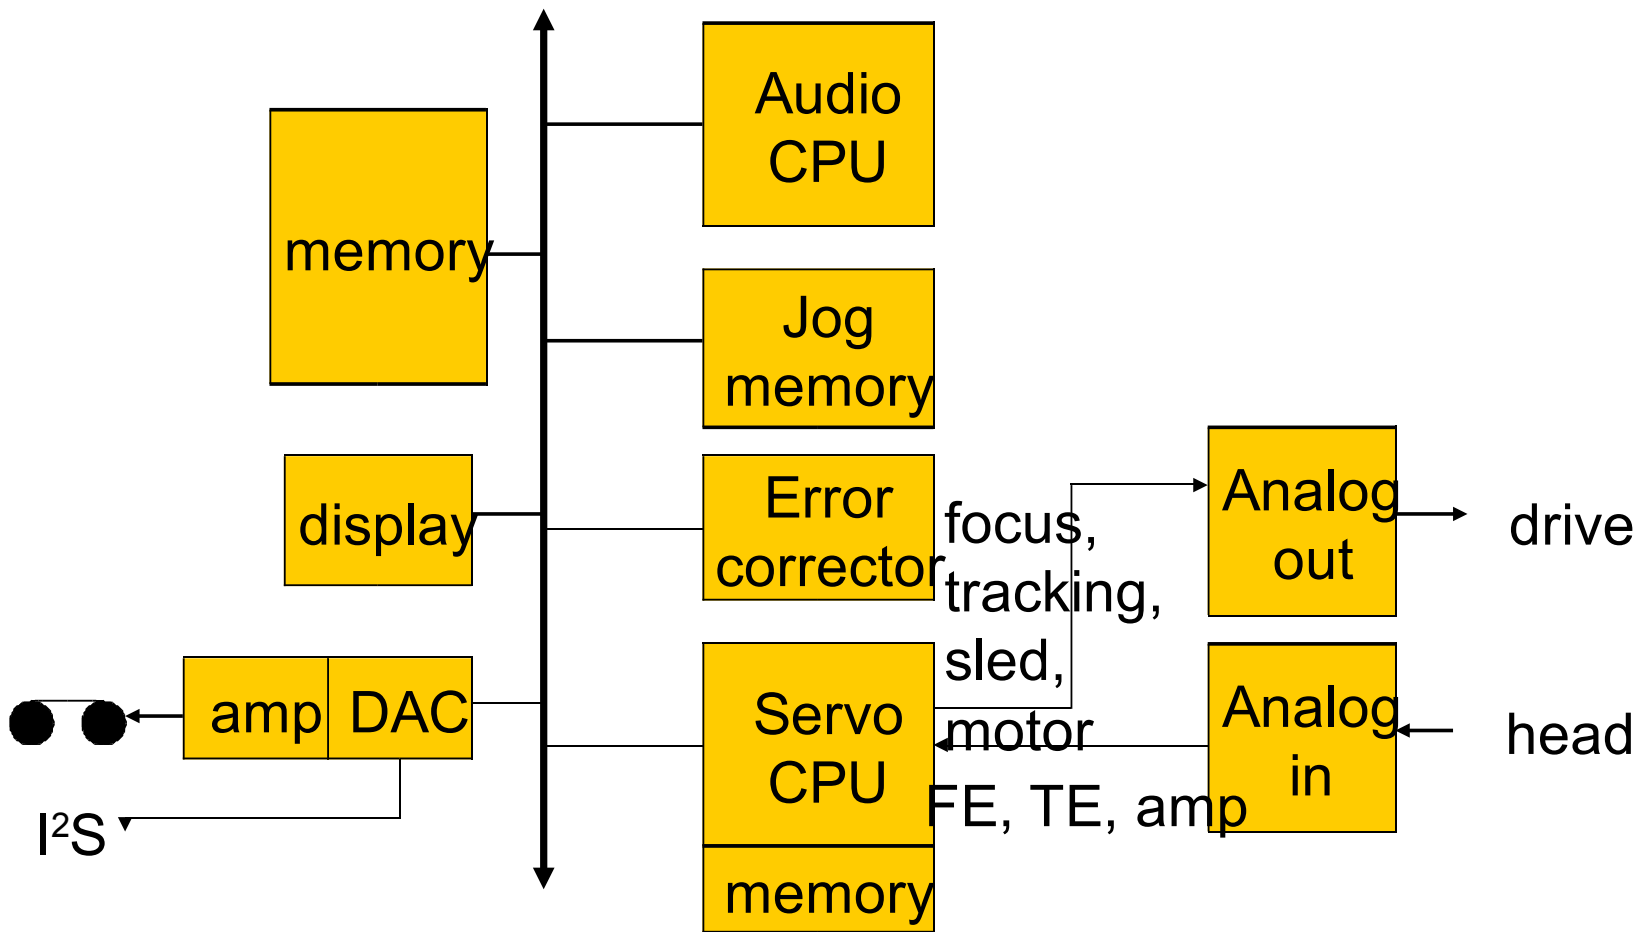 Audio
CPU
memory
Jog
memory
display
Error
corrector
focus,
tracking,
sled,
motor
Analog
out
drive
amp
DAC
I²S
Servo
CPU
memory
FE, TE, amp
Analog
in
head